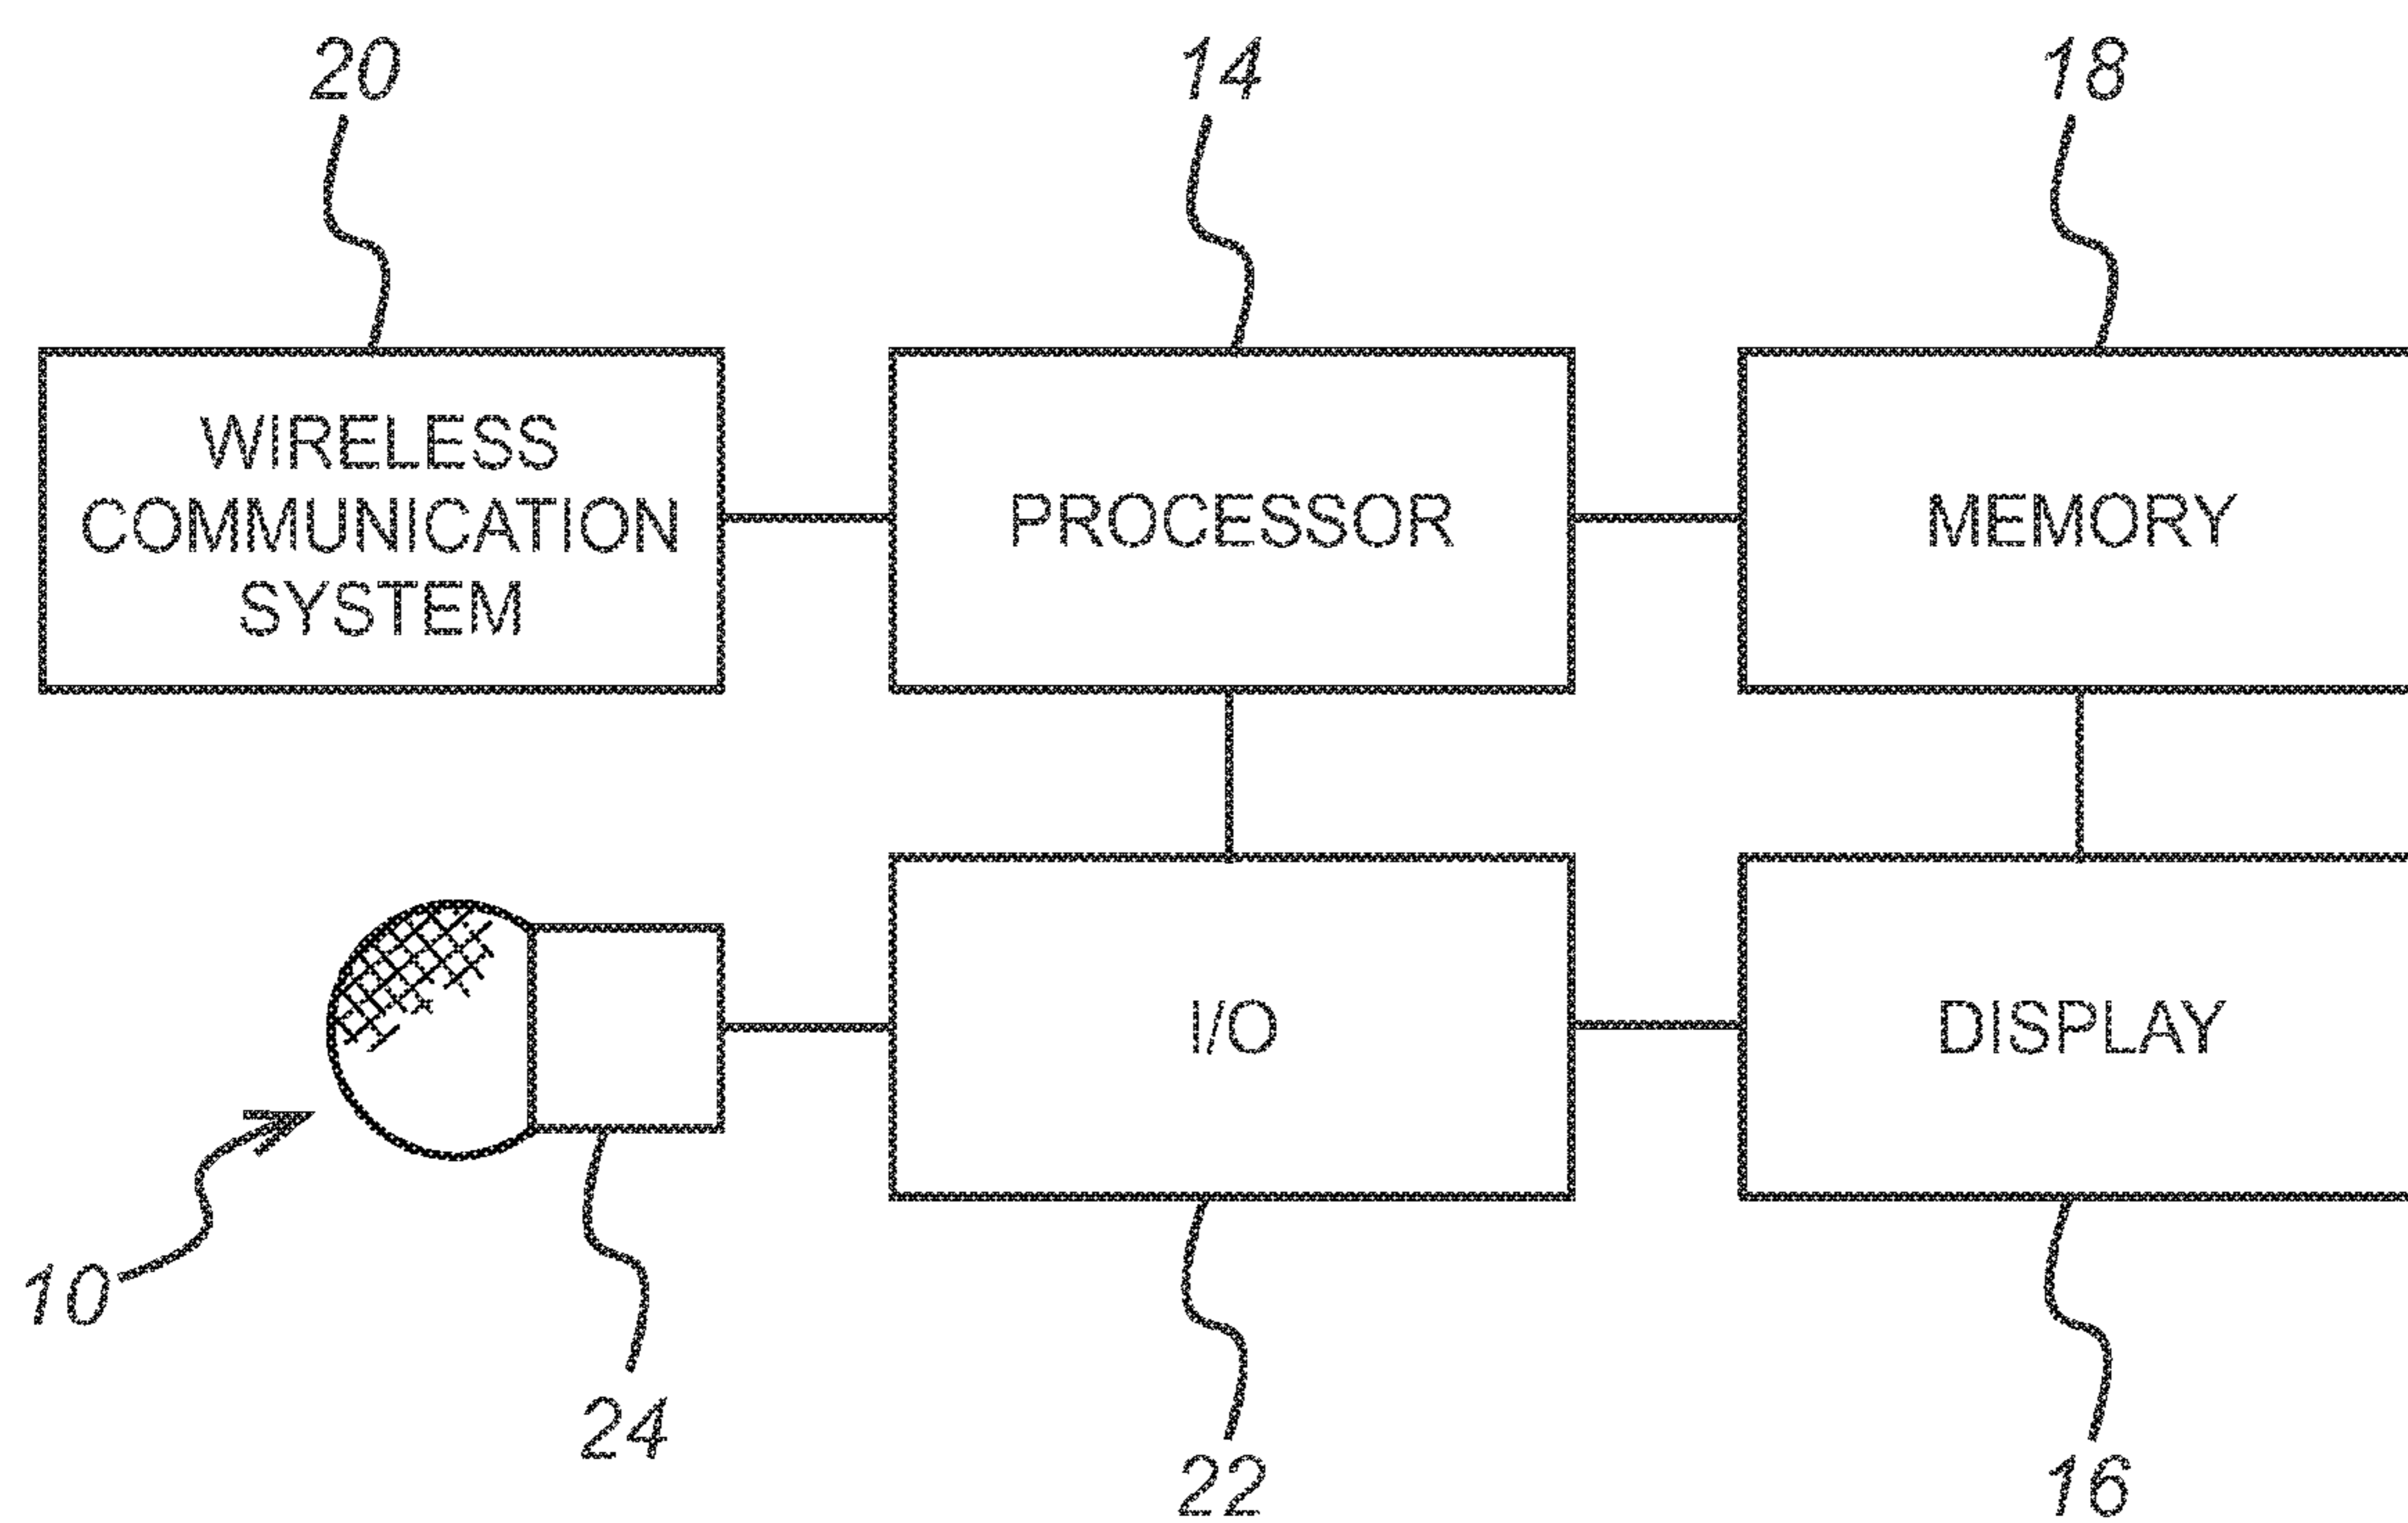 20 14 18
WIRELESS
COMMUNICATION
SYSTEM
PROCESSOR
MEMORY
I/O
DISPLAY
10
24
22
16